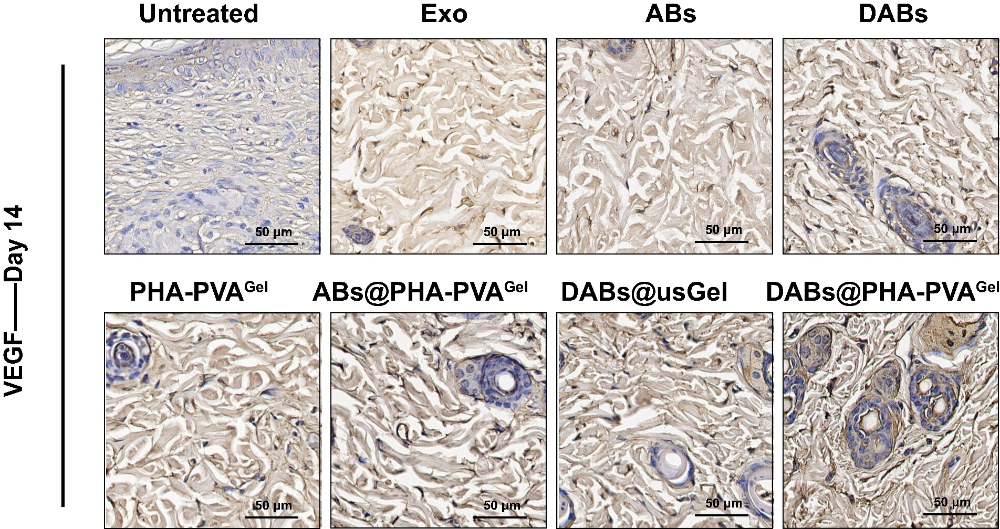 Untreated Exo ABs DABs
50 µm 50 µm 50 µm 50 µm
VEGF——Day 14
PHA-PVAGel ABs@PHA-PVAGel DABs@usGel DABs@PHA-PVAGel
50 µm 50 µm 50 µm 50 µm